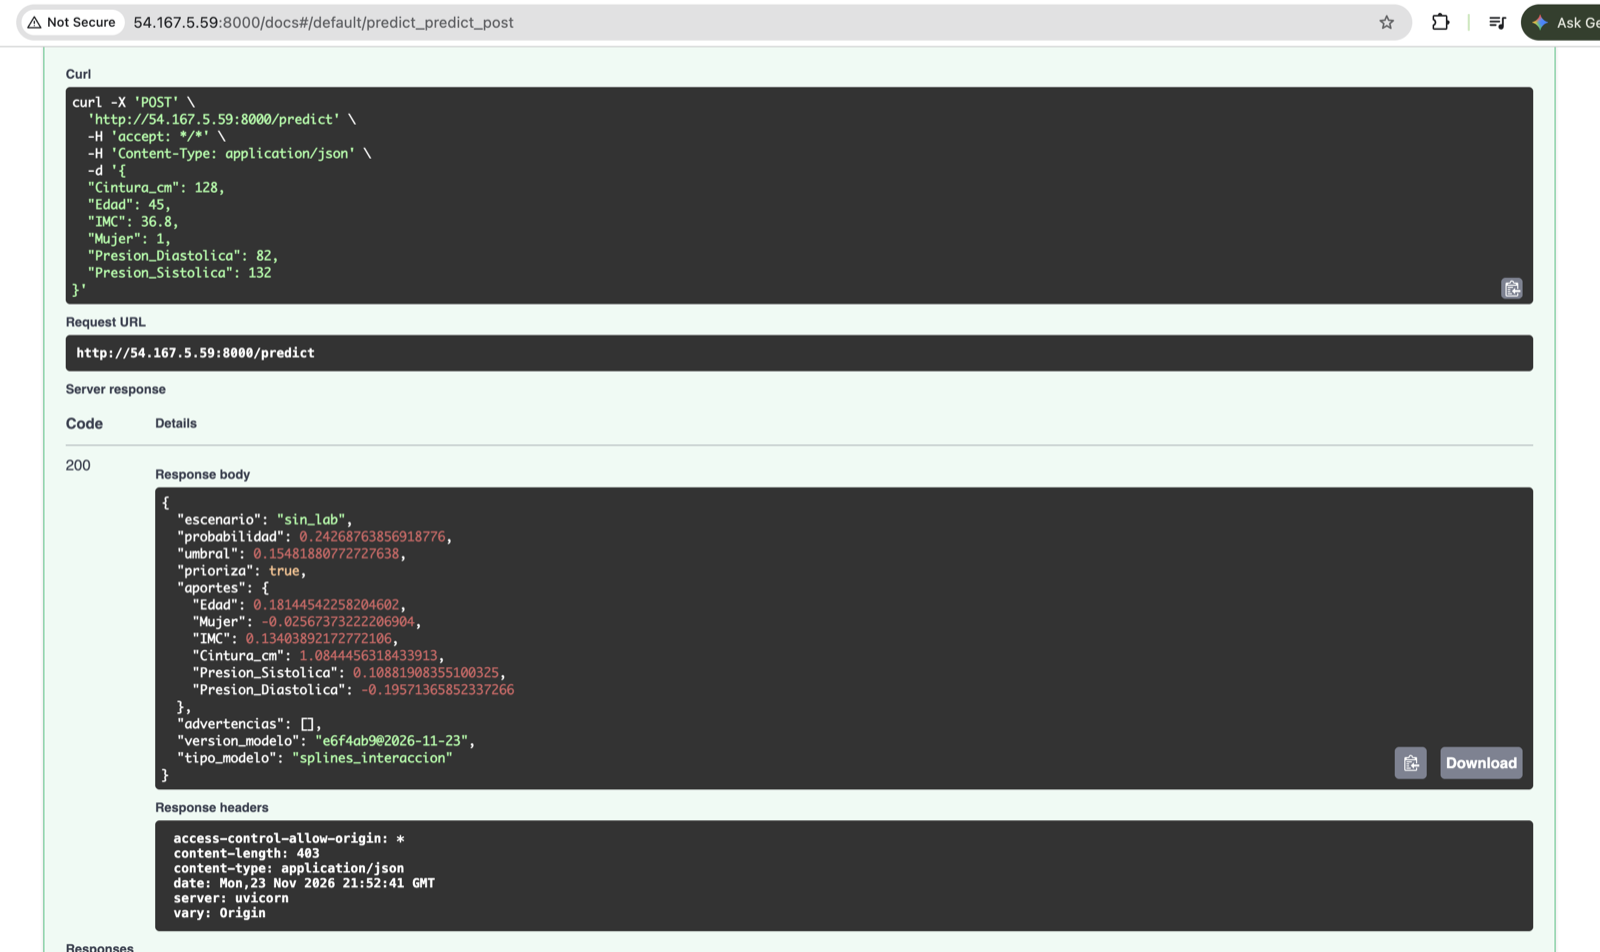 Not Secure 54.167.5.59:8000/docs#/default/predict_predict_post Ask Ge
Curl
curl -X 'POST' \
'http://54.167.5.59:8000/predict' \
-H 'accept: */*' \
-H 'Content-Type: application/json' \
-d '{
"Cintura_cm": 128,
"Edad": 45,
"IMC": 36.8,
"Mujer": 1,
"Presion_Diastolica": 82,
"Presion_Sistolica": 132
}'
Request URL
http://54.167.5.59:8000/predict
Server response
Code Details
200
Response body
{
"escenario": "sin_lab",
"probabilidad": 0.24268763856918776,
"umbral": 0.15481880772727638,
"prioriza": true,
"aportes": {
"Edad": 0.18144542258204602,
"Mujer": -0.02567373222206904,
"IMC": 0.13403892172772106,
"Cintura_cm": 1.0844456318433913,
"Presion_Sistolica": 0.10881908355100325,
"Presion_Diastolica": -0.19571365852337266
},
"advertencias": [],
"version_modelo": "e6f4ab9@2026-11-23",
"tipo_modelo": "splines_interaccion"
}
Download
Response headers
access-control-allow-origin: *
content-length: 403
content-type: application/json
date: Mon,23 Nov 2026 21:52:41 GMT
server: uvicorn
vary: Origin
Responses